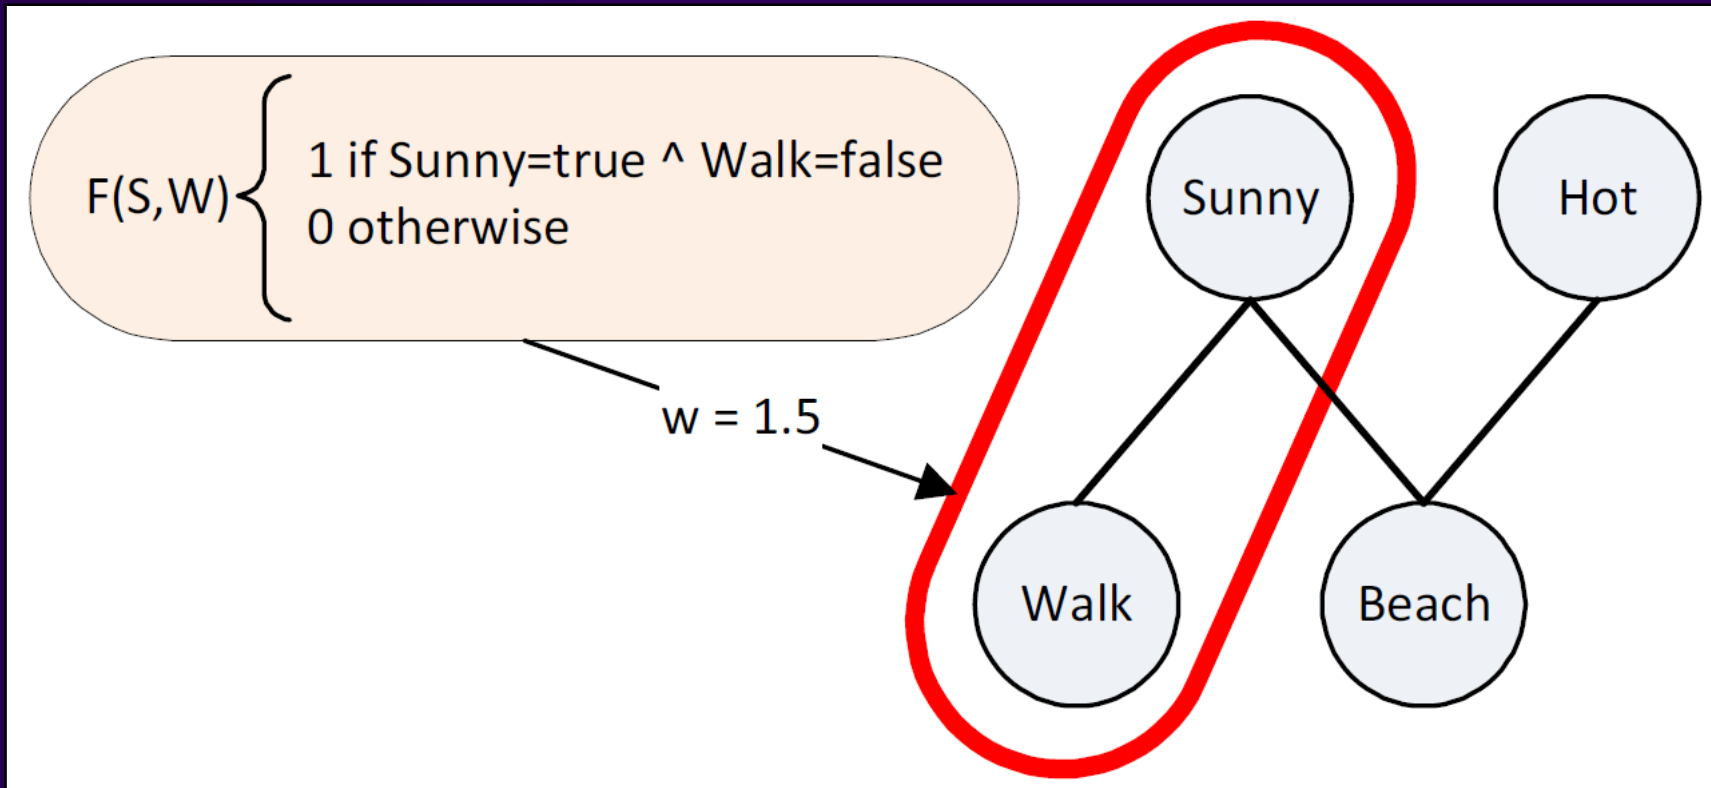 F(S,W)
1 if Sunny=true ^ Walk=false
0 otherwise
w = 1.5
Sunny
Hot
Walk
Beach